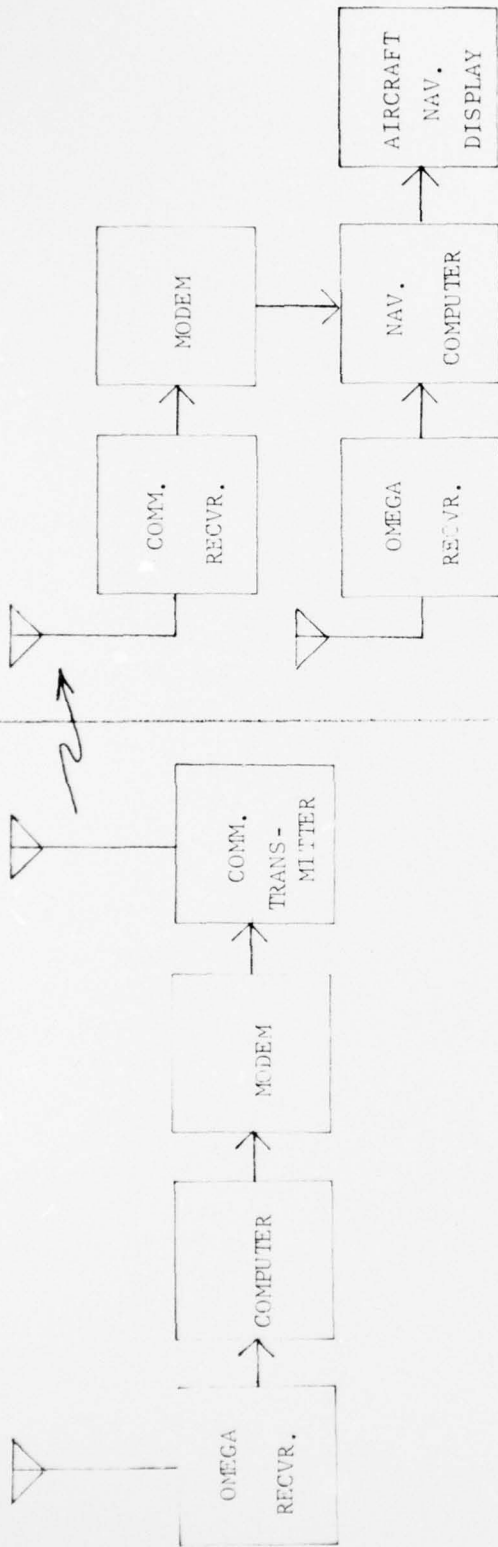 OMEGA
RECVR.
COMPUTER
MODEM
COMM.
TRANS-
MITTER
COMM.
RECVR.
MODEM
OMEGA
RECVR.
NAV.
COMPUTER
AIRCRAFT
NAV.
DISPLAY